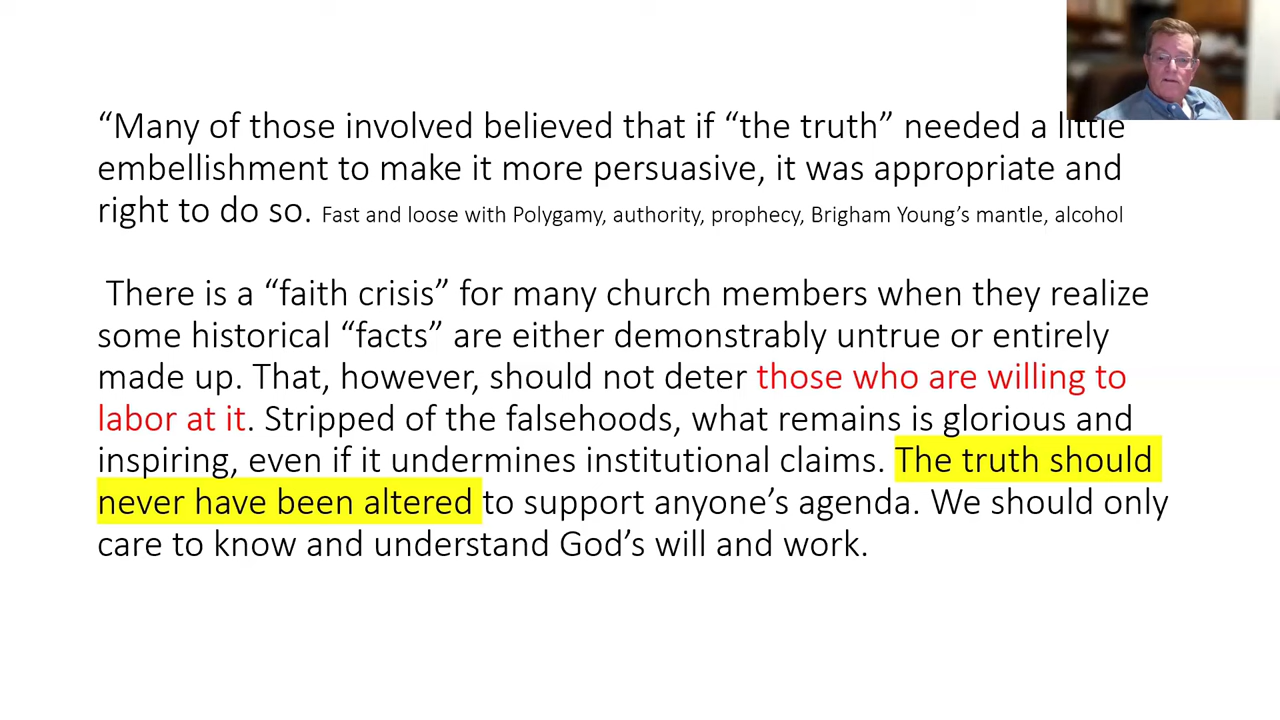 “Many of those involved believed that if “the truth” needed a little
embellishment to make it more persuasive, it was appropriate and
right to do so. Fast and loose with Polygamy, authority, prophecy, Brigham Young’s mantle, alcohol
There is a “faith crisis” for many church members when they realize
some historical “facts” are either demonstrably untrue or entirely
made up. That, however, should not deter those who are willing to
labor at it. Stripped of the falsehoods, what remains is glorious and
inspiring, even if it undermines institutional claims. The truth should
never have been altered to support anyone’s agenda. We should only
care to know and understand God’s will and work.